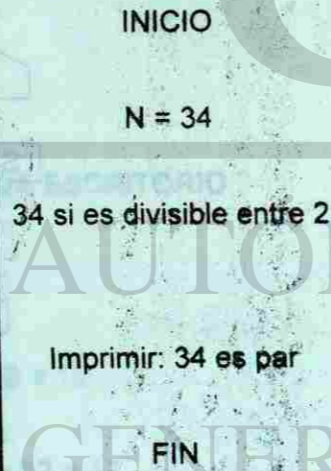 INICIO
N = 34
34 si es divisible entre 2
Imprimir: 34 es par
FIN